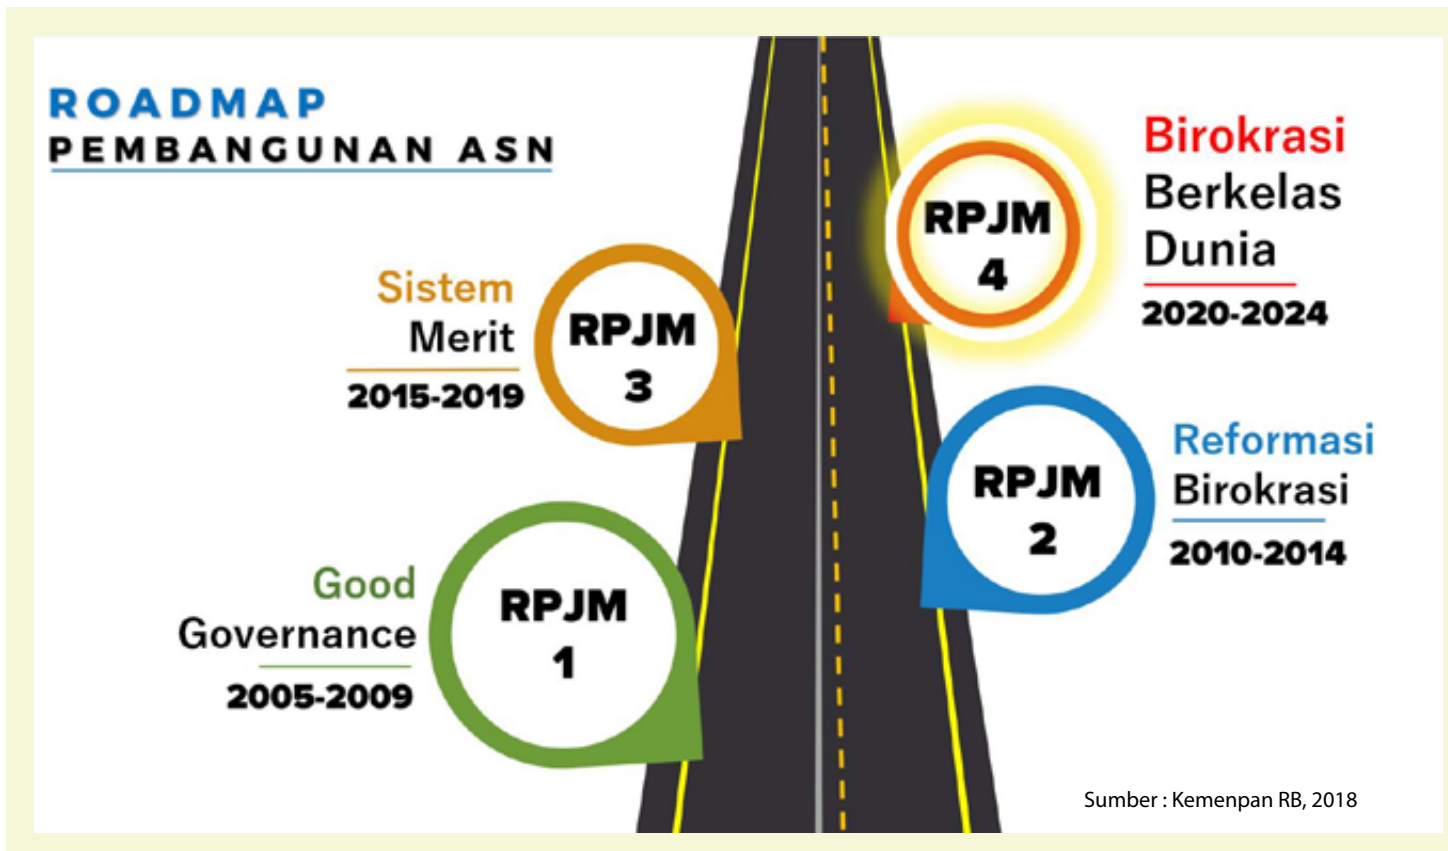 ROADMAP
PEMBANGUNAN ASN
RPJM
4
Birokrasi
Berkelas
Dunia
2020-2024
Sistem
Merit
2015-2019
RPJM
3
RPJM
2
Reformasi
Birokrasi
2010-2014
Good
Governance
2005-2009
RPJM
1
Sumber : Kemenpan RB, 2018